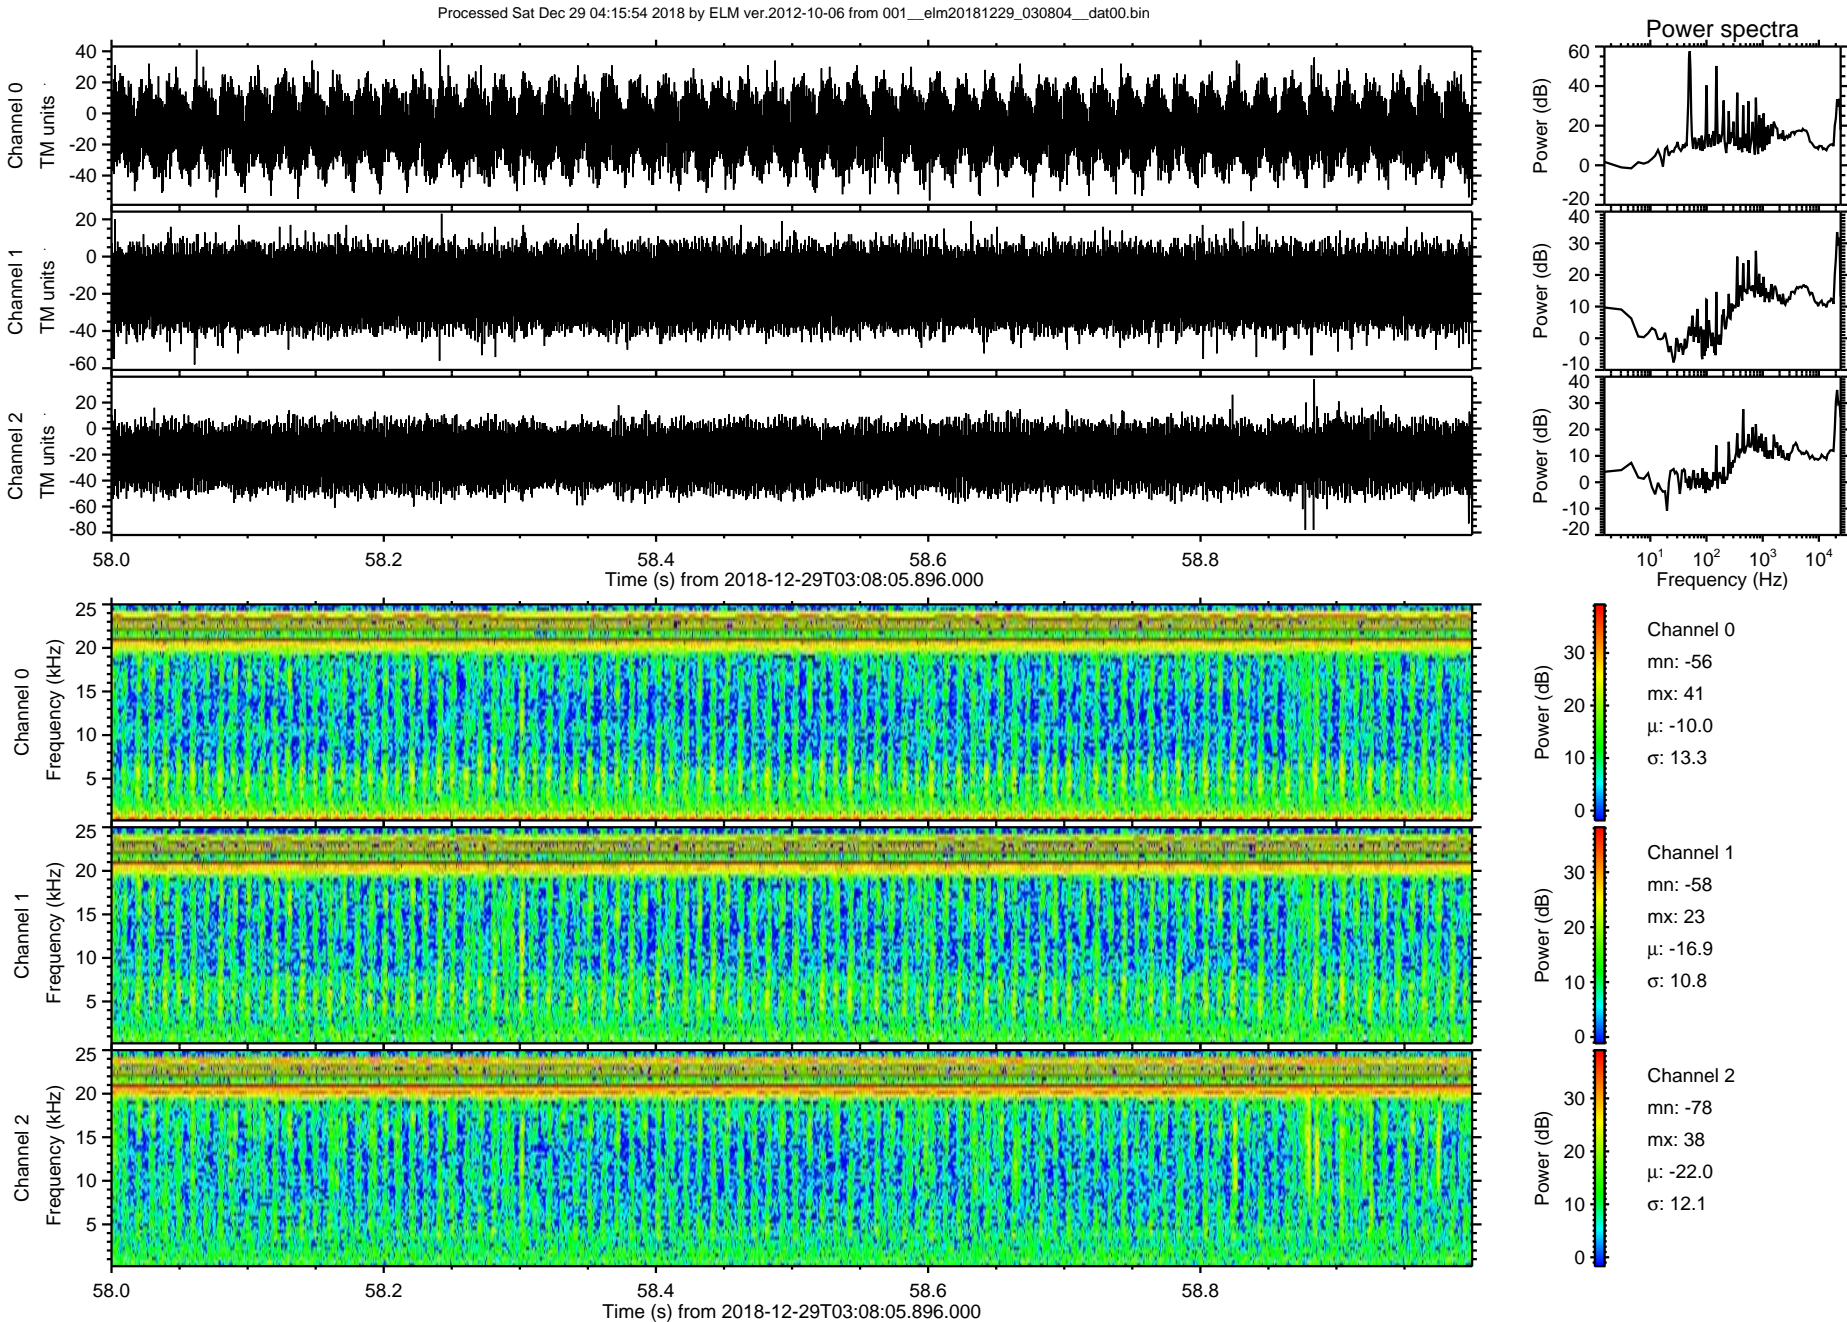 Processed Sat Dec 29 04:15:54 2018 by ELM ver.2012-10-06 from 001__elm20181229_030804__dat00.bin
Power spectra
Channel 0
TM units
40
20
0
-20
-40
Power (dB)
60
40
20
0
-20
Channel 1
TM units
20
0
-20
-40
-60
Power (dB)
40
30
20
10
0
-10
Channel 2
TM units
20
0
-20
-40
-60
-80
Power (dB)
40
30
20
10
0
-10
-20
58.0 58.2 58.4 58.6 58.8
Time (s) from 2018-12-29T03:08:05.896.000
10¹ 10² 10³ 10⁴
Frequency (Hz)
Channel 0
Frequency (kHz)
25
20
15
10
5
Power (dB)
30
20
10
0
Channel 0
mn: -56
mx: 41
μ: -10.0
σ: 13.3
Channel 1
Frequency (kHz)
25
20
15
10
5
Power (dB)
30
20
10
0
Channel 1
mn: -58
mx: 23
μ: -16.9
σ: 10.8
Channel 2
Frequency (kHz)
25
20
15
10
5
Power (dB)
30
20
10
0
Channel 2
mn: -78
mx: 38
μ: -22.0
σ: 12.1
58.0 58.2 58.4 58.6 58.8
Time (s) from 2018-12-29T03:08:05.896.000